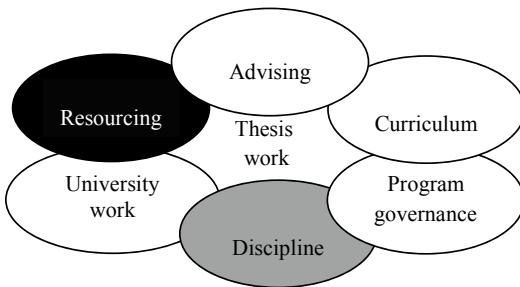 Advising
Resourcing
Thesis
work
Curriculum
University
work
Program
governance
Discipline